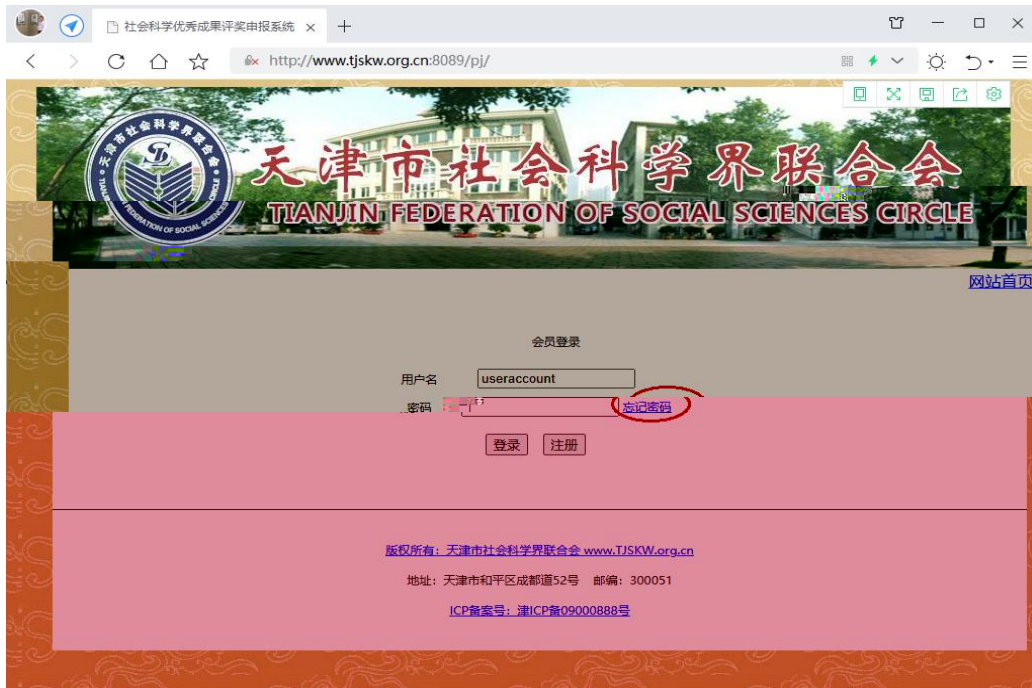 社会科学优秀成果评奖申报系统
http://www.tjskw.org.cn:8089/pj/
天津市社会科学界联合会
TIANJIN FEDERATION OF SOCIAL SCIENCES CIRCLE
网站首页
会员登录
用户名 useraccount
密码 忘记密码
登录 注册
版权所有：天津市社会科学界联合会 www.TJSKW.org.cn
地址：天津市和平区成都道52号 邮编：300051
ICP备案号：津ICP备09000888号